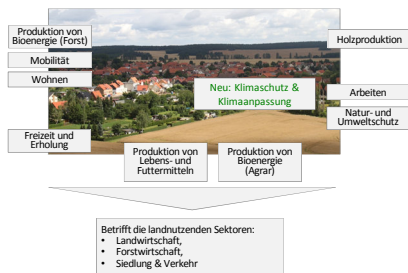 Produktion von
Bioenergie (Forst)
Mobilität
Wohnen
Holzproduktion
Neu: Klimaschutz &
Klimaanpassung
Arbeiten
Natur- und
Umweltschutz
Freizeit und
Erholung
Produktion von
Lebens- und
Futtermitteln
Produktion von
Bioenergie
(Agrar)
Betrifft die landnutzenden Sektoren:
• Landwirtschaft,
• Forstwirtschaft,
• Siedlung & Verkehr